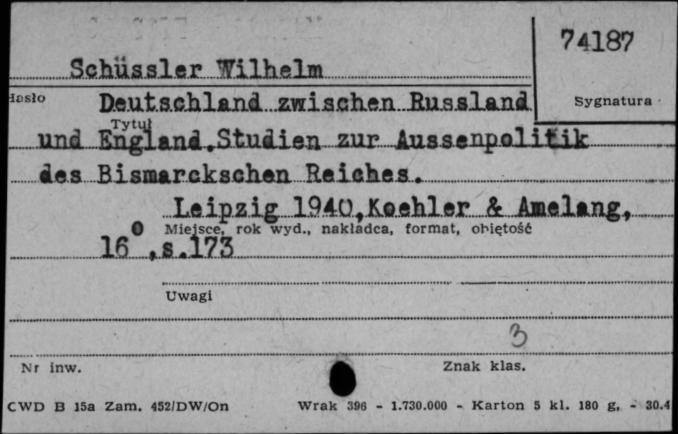 74187
Schüssler Wilhelm
Hasło
Deutschland zwischen Russland
Sygnatura
Tytuł
und England.Studien zur Aussenpolitik
des Bismarckschen Reiches.
Leipzig 1940,Koehler & Amelang,
Miejsce, rok wyd., nakładca, format, objętość
16⁰,s.173
Uwagi
3
Nr inw.
Znak klas.
CWD B 15a Zam. 452/DW/On
Wrak 396 - 1.730.000 - Karton 5 kl. 180 g. - 30.4